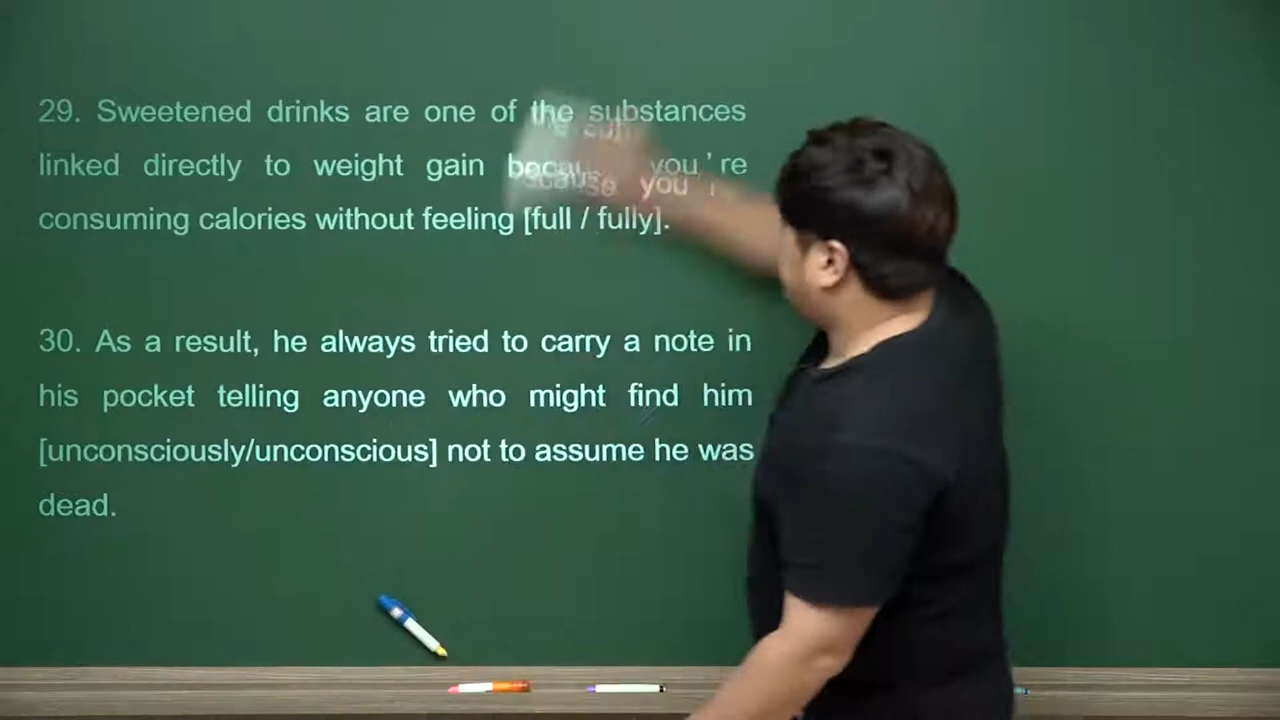 29. Sweetened drinks are one of the substances
linked directly to weight gain because you're
consuming calories without feeling [full / fully].
30. As a result, he always tried to carry a note in
his pocket telling anyone who might find him
[unconsciously/unconscious] not to assume he was
dead.